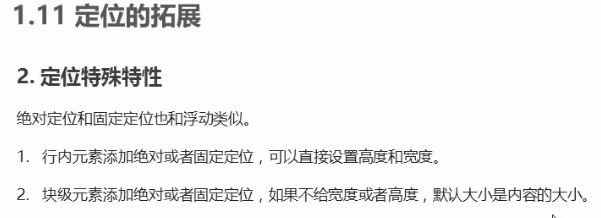 1.11 定位的拓展
2. 定位特殊特性
绝对定位和固定定位也和浮动类似。
1. 行内元素添加绝对或者固定定位，可以直接设置高度和宽度。
2. 块级元素添加绝对或者固定定位，如果不给宽度或者高度，默认大小是内容的大小。